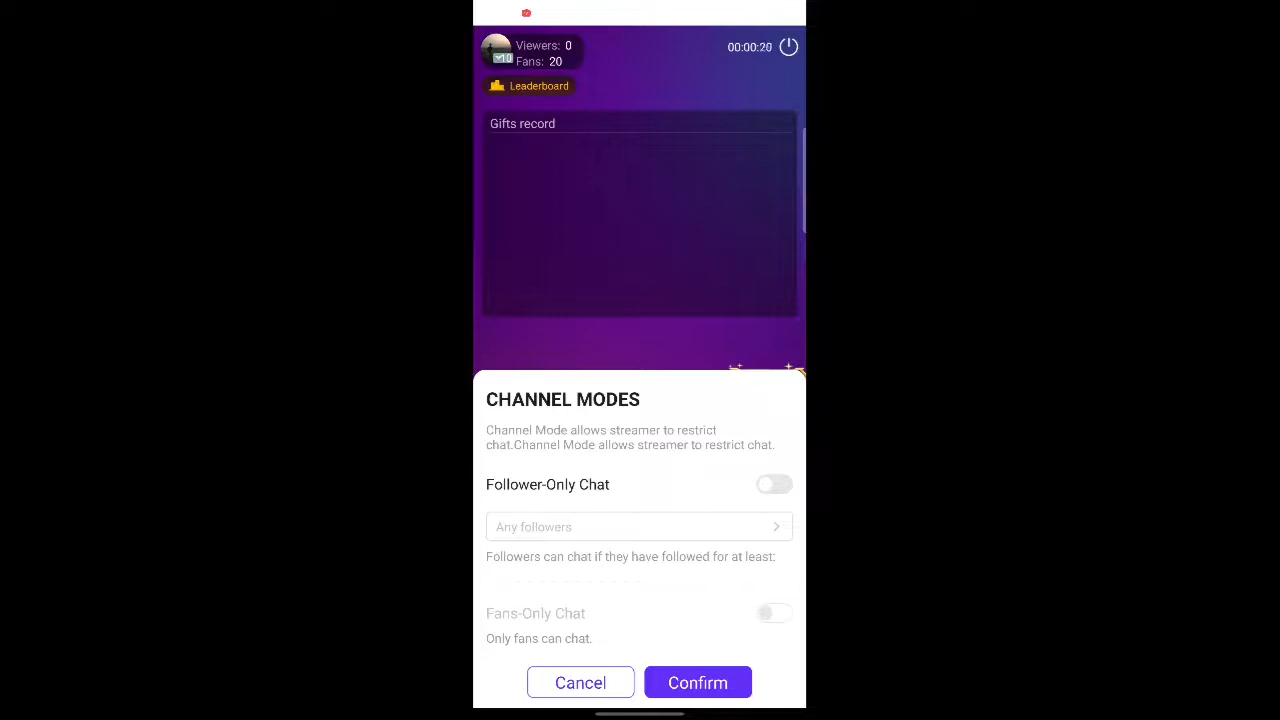 Viewers: 0
Fans: 20
10
00:00:20
Leaderboard
Gifts record
CHANNEL MODES
Channel Mode allows streamer to restrict
chat.Channel Mode allows streamer to restrict chat.
Follower-Only Chat
Any followers
Followers can chat if they have followed for at least:
Fans-Only Chat
Only fans can chat.
Cancel
Confirm